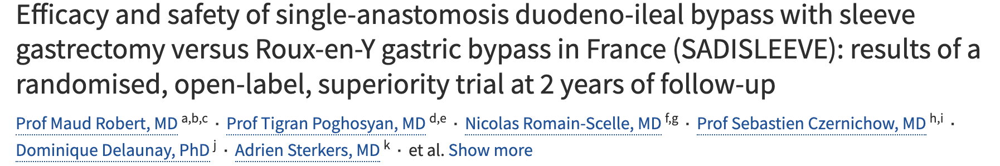 Efficacy and safety of single-anastomosis duodeno-ileal bypass with sleeve
gastrectomy versus Roux-en-Y gastric bypass in France (SADISLEEVE): results of a
randomised, open-label, superiority trial at 2 years of follow-up
Prof Maud Robert, MD a,b,c · Prof Tigran Poghosyan, MD d,e · Nicolas Romain-Scelle, MD f,g · Prof Sebastien Czernichow, MD h,i ·
Dominique Delaunay, PhD j · Adrien Sterkers, MD k · et al. Show more